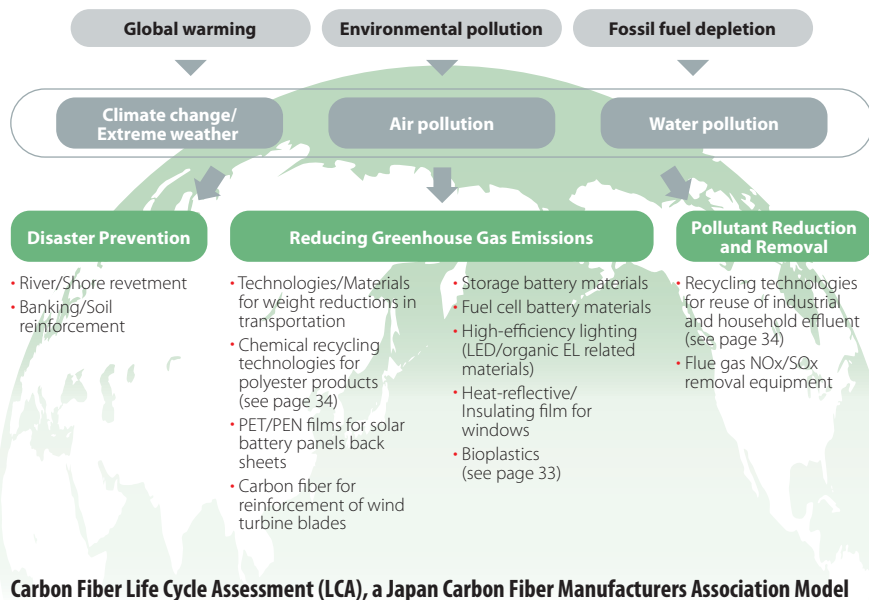 Global warming
Environmental pollution
Fossil fuel depletion
Climate change/
Extreme weather
Air pollution
Water pollution
Disaster Prevention
• River/Shore revetment
• Banking/Soil
reinforcement
Reducing Greenhouse Gas Emissions
• Technologies/Materials
for weight reductions in
transportation
• Chemical recycling
technologies for
polyester products
(see page 34)
• PET/PEN films for solar
battery panels back
sheets
• Carbon fiber for
reinforcement of wind
turbine blades
• Storage battery materials
• Fuel cell battery materials
• High-efficiency lighting
(LED/organic EL related
materials)
• Heat-reflective/
Insulating film for
windows
• Bioplastics
(see page 33)
Pollutant Reduction
and Removal
• Recycling technologies
for reuse of industrial
and household effluent
(see page 34)
• Flue gas NOx/SOx
removal equipment
Carbon Fiber Life Cycle Assessment (LCA), a Japan Carbon Fiber Manufacturers Association Model